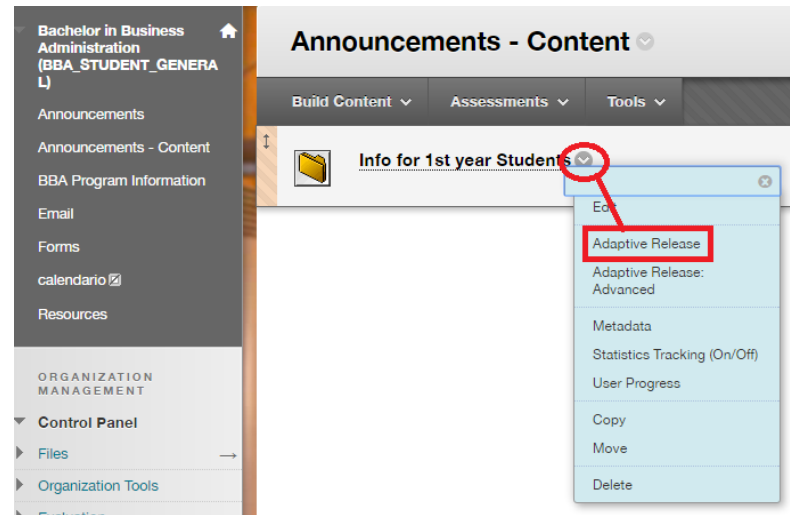 Bachelor in Business
Administration
(BBA_STUDENT_GENERA
L)
Announcements
Announcements - Content
BBA Program Information
Email
Forms
calendario
Resources
ORGANIZATION
MANAGEMENT
Control Panel
Files
Organization Tools
Evaluation
Announcements - Content
Build Content
Assessments
Tools
Info for 1st year Students
Edit
Adaptive Release
Adaptive Release:
Advanced
Metadata
Statistics Tracking (On/Off)
User Progress
Copy
Move
Delete